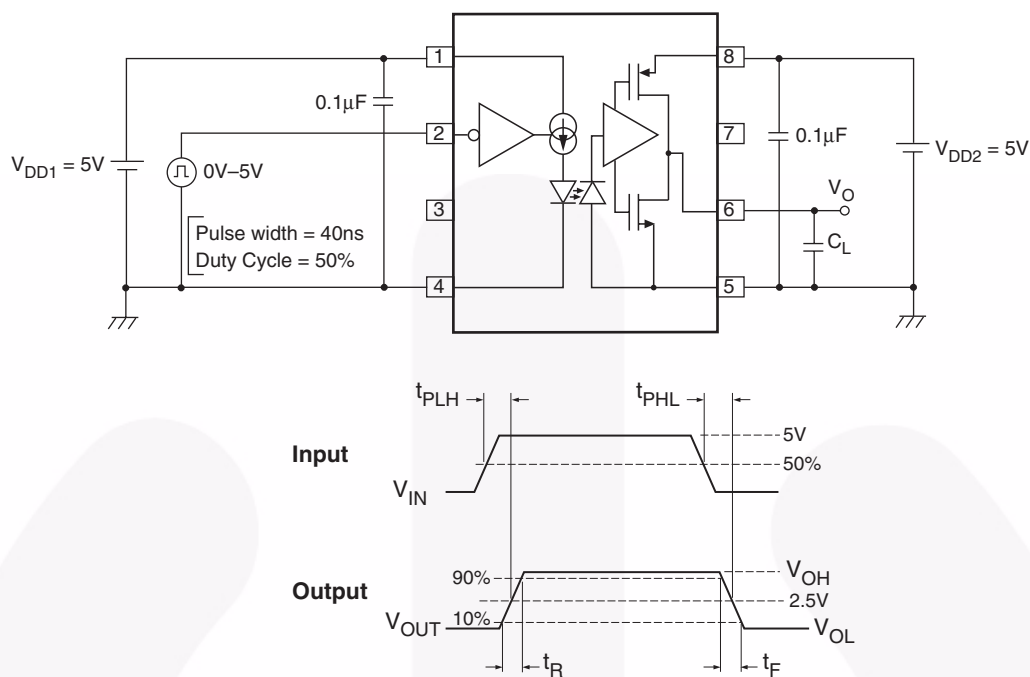 1
8
0.1μF
2
7
0.1μF
V_DD1 = 5V
0V–5V
V_DD2 = 5V
V_O
3
6
Pulse width = 40ns
Duty Cycle = 50%
C_L
4
5
t_PLH
t_PHL
5V
Input
50%
V_IN
90%
V_OH
Output
2.5V
10%
V_OUT
V_OL
t_R
t_F